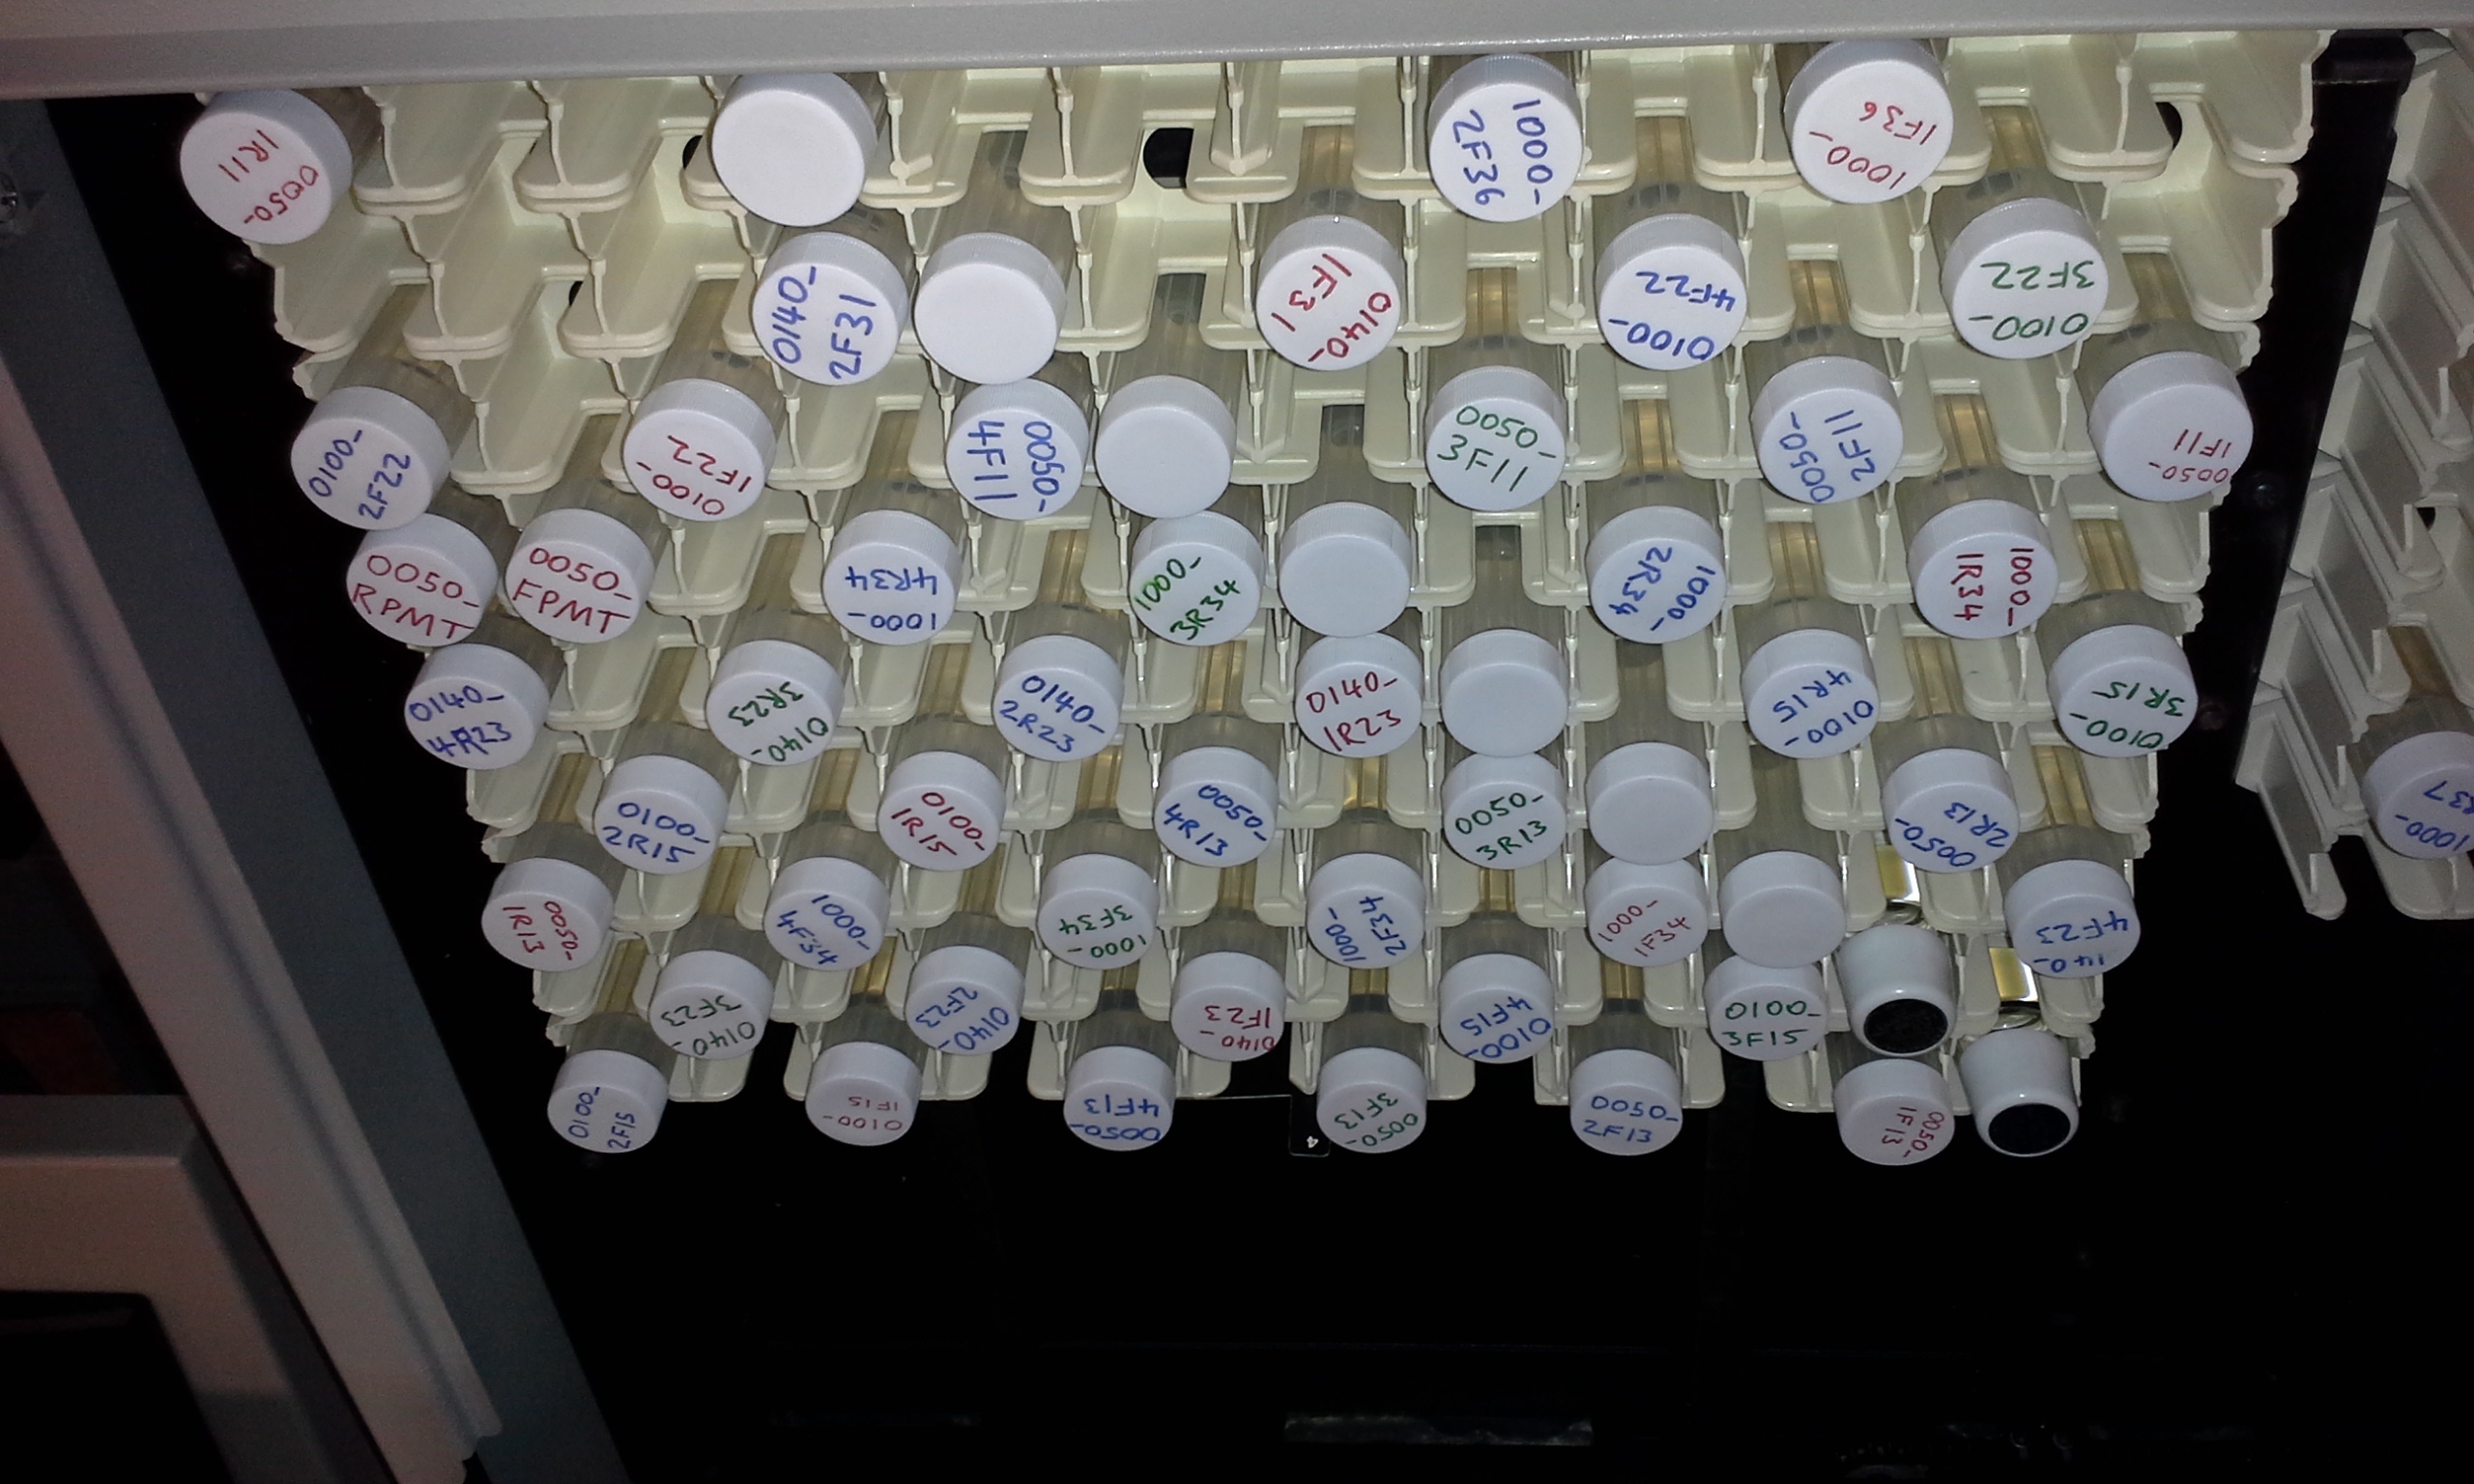 0050-
1F13
0050-
2F13
0050-
3F13
4
0050-
4F13
0100-
1F15
0100-
2F15
0100-
3F15
0100-
4F15
0140-
1F23
0140-
2F23
0140-
3F23
140-
4F23
1000-
1F34
1000-
2F34
1000-
3F34
1000-
4F34
0050-
1R13
1000-
R37
0050-
2R13
0050-
3R13
0050-
4R13
0100-
1R15
0100-
2R15
0100-
3R15
0100-
4R15
0140-
1R23
0140-
2R23
0140-
3R23
0140-
4R23
1000-
1R34
1000-
2R34
1000-
3R34
1000-
4R34
0050-
FPMT
0050-
RPMT
0050-
1F11
0050-
2F11
0050-
3F11
0050-
4F11
0100-
1F22
0100-
2F22
0100-
3F22
0100-
4F22
0140-
1F31
0140-
2F31
1000-
1F36
1000-
2F36
0050-
1R11